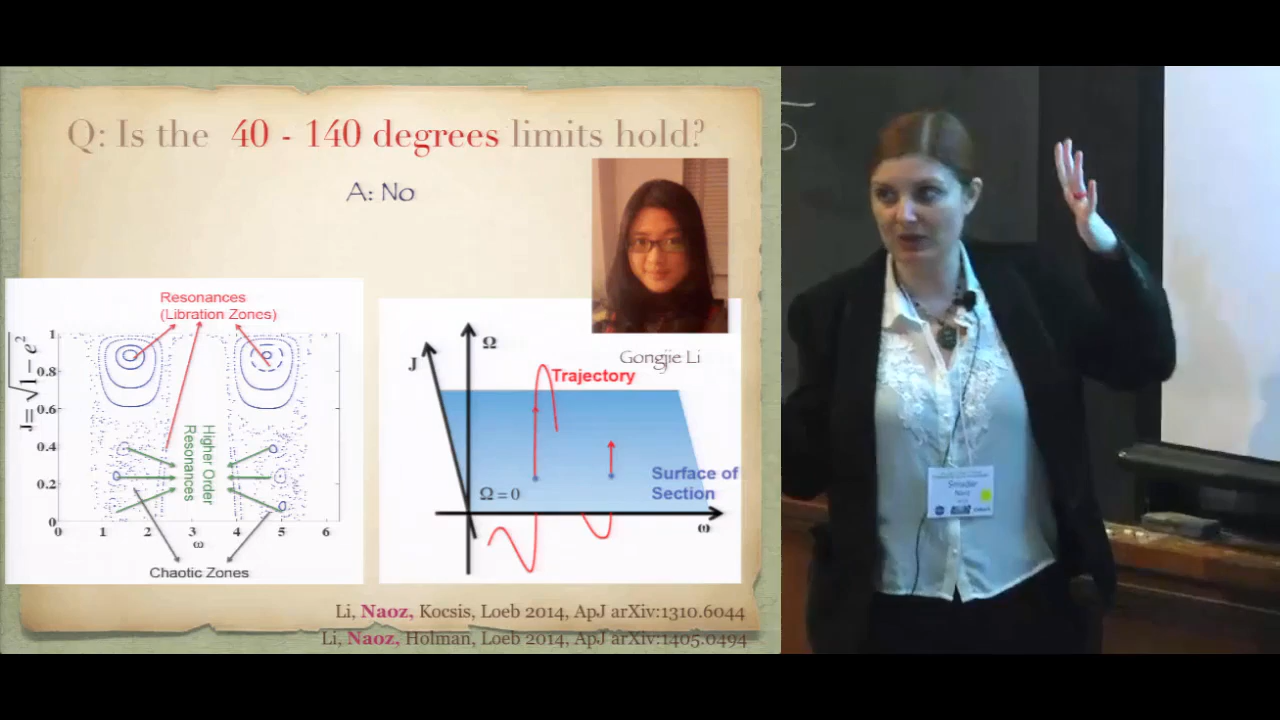 Q: Is the 40 - 140 degrees limits hold?
A: No
Resonances
(Libration Zones)
J=√1-e²
1
0.8
0.6
0.4
0.2
0
Higher Order
Resonances
0 1 2 3 4 5 6
ω
Chaotic Zones
Gongjie Li
J
Ω
Trajectory
Surface of
Section
Ω = 0
ω
Li, Naoz, Kocsis, Loeb 2014, ApJ arXiv:1310.6044
Li, Naoz, Holman, Loeb 2014, ApJ arXiv:1405.0494
Smadar
Naoz